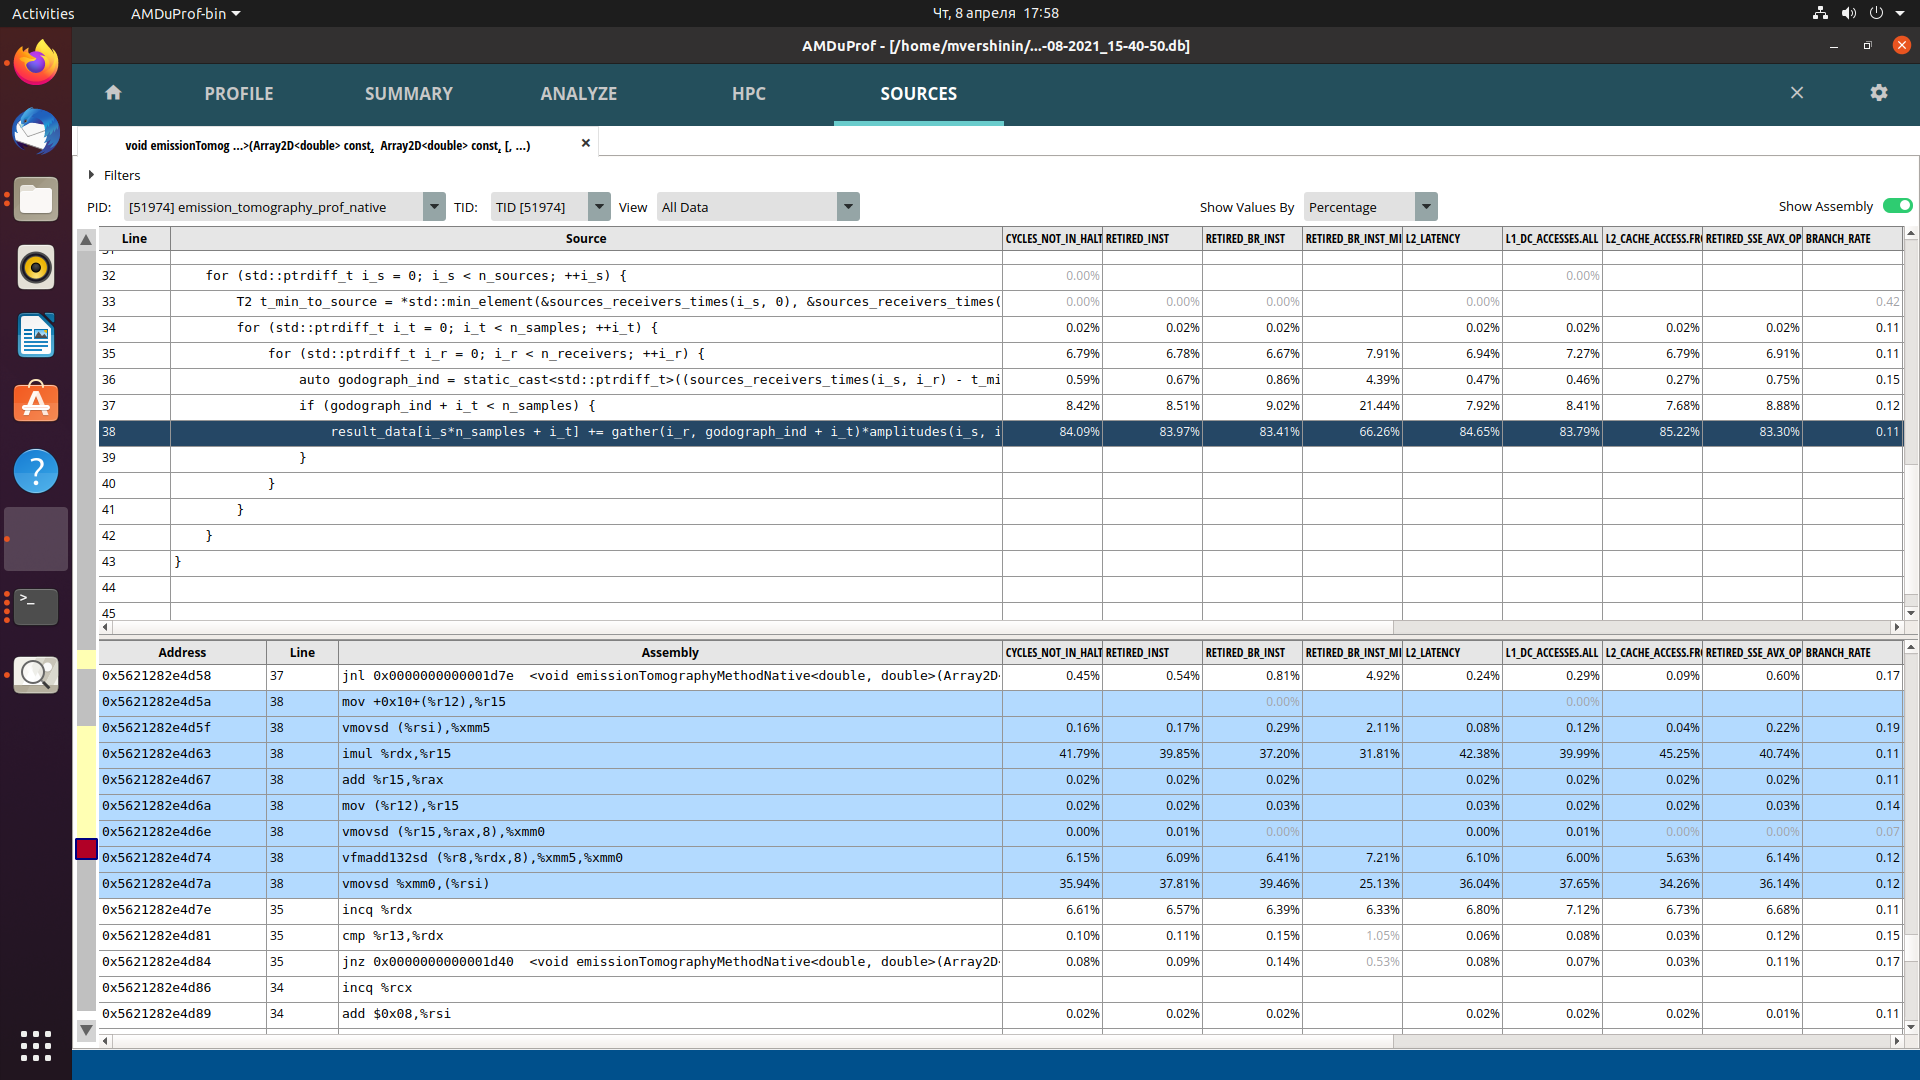 Activities AMDuProf-bin Чт, 8 апреля 17:58
AMDuProf - [/home/mvershinin/...-08-2021_15-40-50.db]
PROFILE SUMMARY ANALYZE HPC SOURCES
void emissionTomog ...>(Array2D<double> const, Array2D<double> const, [, ...)
Filters
PID: [51974] emission_tomography_prof_native TID: TID [51974] View All Data Show Values By Percentage Show Assembly
Line Source CYCLES_NOT_IN_HALT RETIRED_INST RETIRED_BR_INST RETIRED_BR_INST_MI L2_LATENCY L1_DC_ACCESSES.ALL L2_CACHE_ACCESS.FRO RETIRED_SSE_AVX_OP BRANCH_RATE
32 for (std::ptrdiff_t i_s = 0; i_s < n_sources; ++i_s) { 0.00% 0.00%
33 T2 t_min_to_source = *std::min_element(&sources_receivers_times(i_s, 0), &sources_receivers_times( 0.00% 0.00% 0.00% 0.00% 0.42
34 for (std::ptrdiff_t i_t = 0; i_t < n_samples; ++i_t) { 0.02% 0.02% 0.02% 0.02% 0.02% 0.02% 0.02% 0.11
35 for (std::ptrdiff_t i_r = 0; i_r < n_receivers; ++i_r) { 6.79% 6.78% 6.67% 7.91% 6.94% 7.27% 6.79% 6.91% 0.11
36 auto godograph_ind = static_cast<std::ptrdiff_t>((sources_receivers_times(i_s, i_r) - t_mi 0.59% 0.67% 0.86% 4.39% 0.47% 0.46% 0.27% 0.75% 0.15
37 if (godograph_ind + i_t < n_samples) { 8.42% 8.51% 9.02% 21.44% 7.92% 8.41% 7.68% 8.88% 0.12
38 result_data[i_s*n_samples + i_t] += gather(i_r, godograph_ind + i_t)*amplitudes(i_s, i 84.09% 83.97% 83.41% 66.26% 84.65% 83.79% 85.22% 83.30% 0.11
39 }
40 }
41 }
42 }
43 }
44
45
Address Line Assembly CYCLES_NOT_IN_HALT RETIRED_INST RETIRED_BR_INST RETIRED_BR_INST_MI L2_LATENCY L1_DC_ACCESSES.ALL L2_CACHE_ACCESS.FRO RETIRED_SSE_AVX_OP BRANCH_RATE
0x5621282e4d58 37 jnl 0x0000000000001d7e <void emissionTomographyMethodNative<double, double>(Array2D 0.45% 0.54% 0.81% 4.92% 0.24% 0.29% 0.09% 0.60% 0.17
0x5621282e4d5a 38 mov +0x10+(%r12),%r15 0.00% 0.00%
0x5621282e4d5f 38 vmovsd (%rsi),%xmm5 0.16% 0.17% 0.29% 2.11% 0.08% 0.12% 0.04% 0.22% 0.19
0x5621282e4d63 38 imul %rdx,%r15 41.79% 39.85% 37.20% 31.81% 42.38% 39.99% 45.25% 40.74% 0.11
0x5621282e4d67 38 add %r15,%rax 0.02% 0.02% 0.02% 0.02% 0.02% 0.02% 0.02% 0.11
0x5621282e4d6a 38 mov (%r12),%r15 0.02% 0.02% 0.03% 0.03% 0.02% 0.02% 0.03% 0.14
0x5621282e4d6e 38 vmovsd (%r15,%rax,8),%xmm0 0.00% 0.01% 0.00% 0.00% 0.01% 0.00% 0.00% 0.07
0x5621282e4d74 38 vfmadd132sd (%r8,%rdx,8),%xmm5,%xmm0 6.15% 6.09% 6.41% 7.21% 6.10% 6.00% 5.63% 6.14% 0.12
0x5621282e4d7a 38 vmovsd %xmm0,(%rsi) 35.94% 37.81% 39.46% 25.13% 36.04% 37.65% 34.26% 36.14% 0.12
0x5621282e4d7e 35 incq %rdx 6.61% 6.57% 6.39% 6.33% 6.80% 7.12% 6.73% 6.68% 0.11
0x5621282e4d81 35 cmp %r13,%rdx 0.10% 0.11% 0.15% 1.05% 0.06% 0.08% 0.03% 0.12% 0.15
0x5621282e4d84 35 jnz 0x0000000000001d40 <void emissionTomographyMethodNative<double, double>(Array2D 0.08% 0.09% 0.14% 0.53% 0.08% 0.07% 0.03% 0.11% 0.17
0x5621282e4d86 34 incq %rcx
0x5621282e4d89 34 add $0x08,%rsi 0.02% 0.02% 0.02% 0.02% 0.02% 0.02% 0.01% 0.11